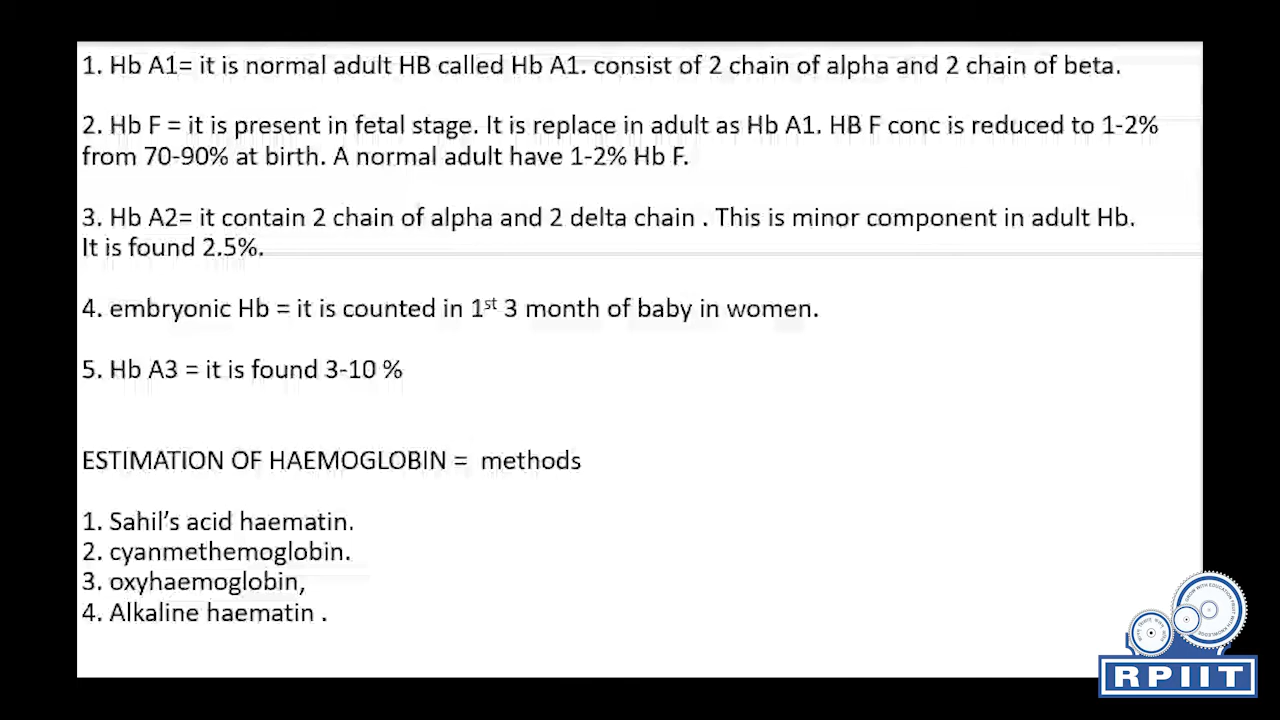 1. Hb A1= it is normal adult HB called Hb A1. consist of 2 chain of alpha and 2 chain of beta.
2. Hb F = it is present in fetal stage. It is replace in adult as Hb A1. HB F conc is reduced to 1-2%
from 70-90% at birth. A normal adult have 1-2% Hb F.
3. Hb A2= it contain 2 chain of alpha and 2 delta chain . This is minor component in adult Hb.
It is found 2.5%.
4. embryonic Hb = it is counted in 1st 3 month of baby in women.
5. Hb A3 = it is found 3-10 %
ESTIMATION OF HAEMOGLOBIN = methods
1. Sahil's acid haematin.
2. cyanmethemoglobin.
3. oxyhaemoglobin,
4. Alkaline haematin .
RPIIT